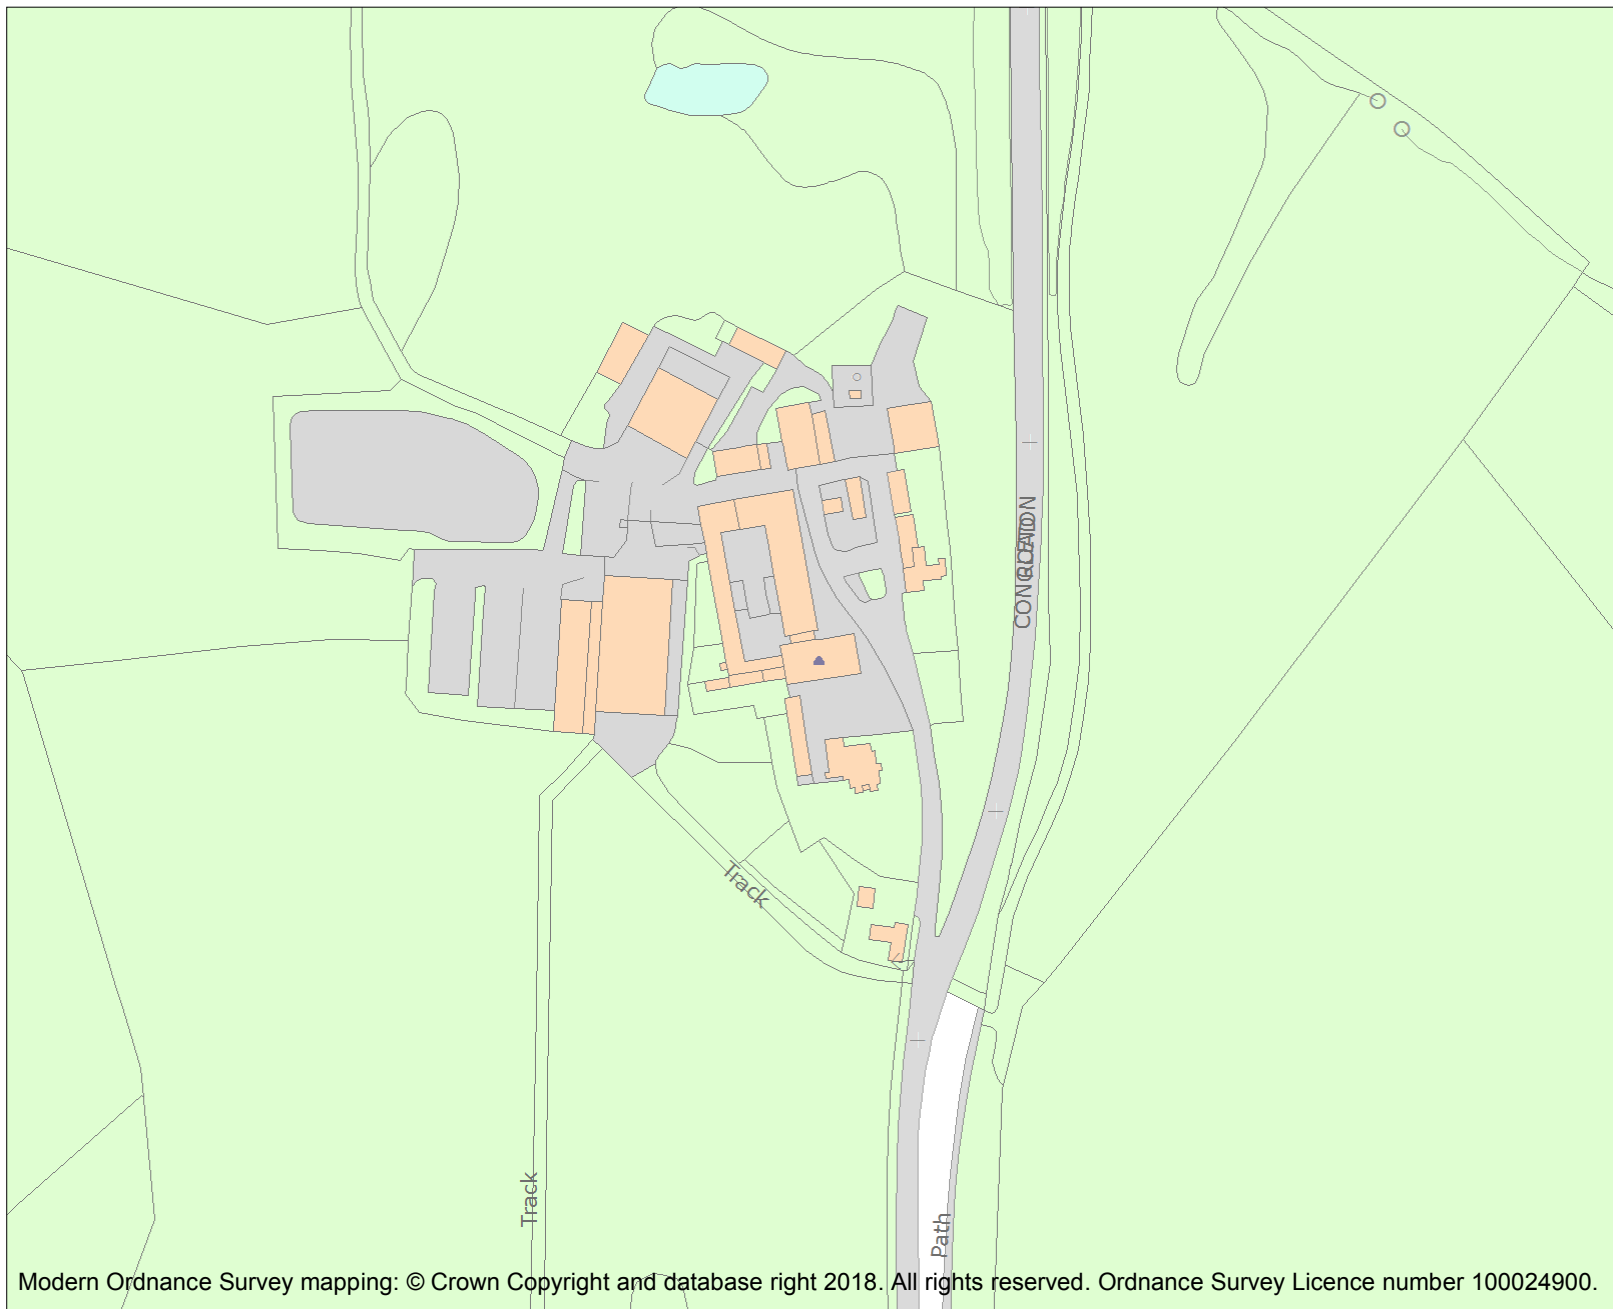 CONGLETON
ROAD
Track
Track
Path
Modern Ordnance Survey mapping: © Crown Copyright and database right 2018. All rights reserved. Ordnance Survey Licence number 100024900.